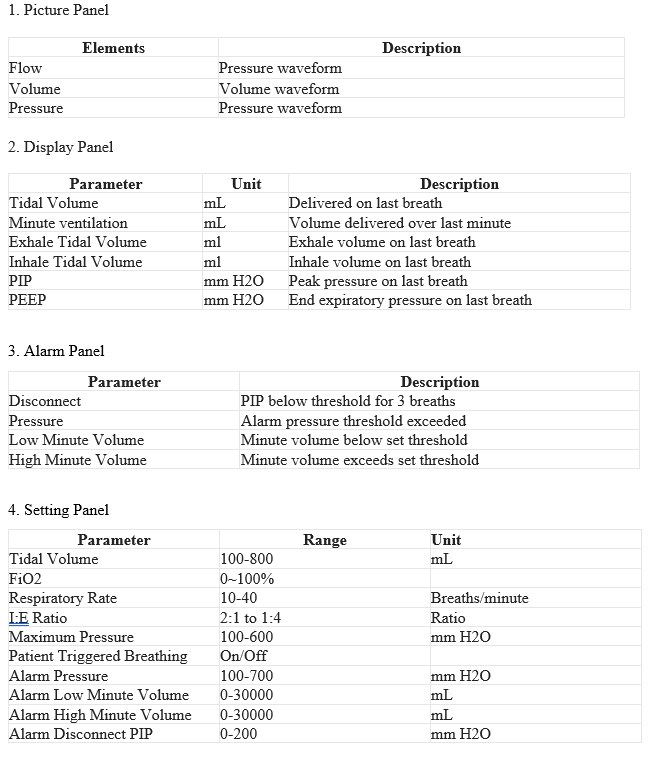 1. Picture Panel
Elements Description
Flow Pressure waveform
Volume Volume waveform
Pressure Pressure waveform
2. Display Panel
Parameter Unit Description
Tidal Volume mL Delivered on last breath
Minute ventilation mL Volume delivered over last minute
Exhale Tidal Volume ml Exhale volume on last breath
Inhale Tidal Volume ml Inhale volume on last breath
PIP mm H2O Peak pressure on last breath
PEEP mm H2O End expiratory pressure on last breath
3. Alarm Panel
Parameter Description
Disconnect PIP below threshold for 3 breaths
Pressure Alarm pressure threshold exceeded
Low Minute Volume Minute volume below set threshold
High Minute Volume Minute volume exceeds set threshold
4. Setting Panel
Parameter Range Unit
Tidal Volume 100-800 mL
FiO2 0~100%
Respiratory Rate 10-40 Breaths/minute
I:E Ratio 2:1 to 1:4 Ratio
Maximum Pressure 100-600 mm H2O
Patient Triggered Breathing On/Off
Alarm Pressure 100-700 mm H2O
Alarm Low Minute Volume 0-30000 mL
Alarm High Minute Volume 0-30000 mL
Alarm Disconnect PIP 0-200 mm H2O